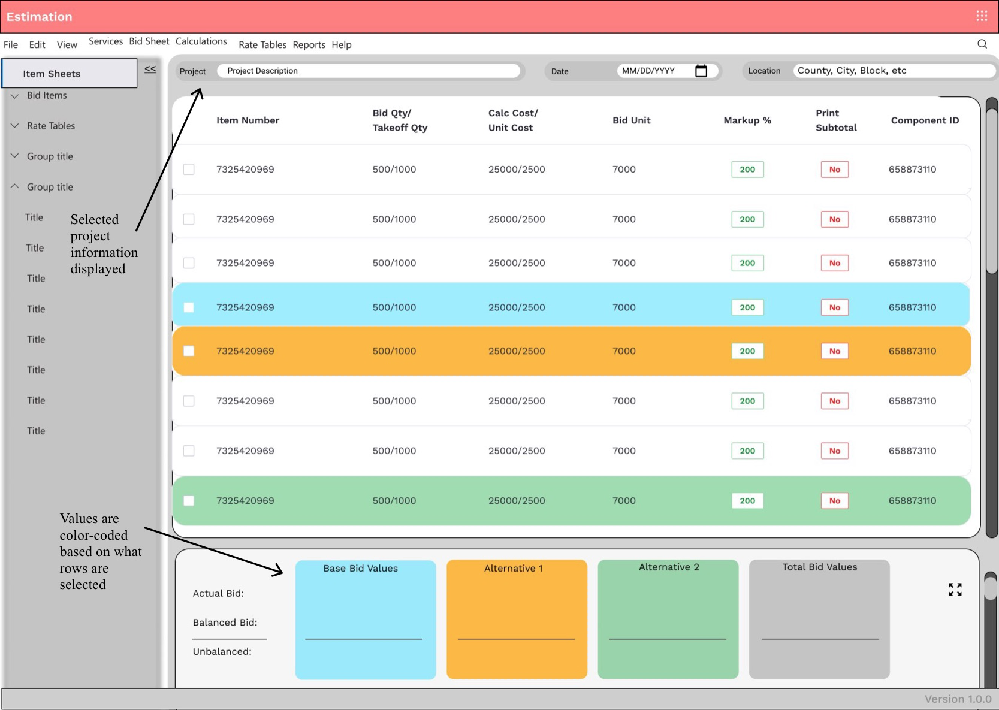 Estimation
File Edit View Services Bid Sheet Calculations Rate Tables Reports Help
Item Sheets
<<
Bid Items
Rate Tables
Group title
Group title
Title
Title
Title
Title
Title
Title
Title
Title
Selected
project
information
displayed
Values are
color-coded
based on what
rows are
selected
Project Project Description Date MM/DD/YYYY Location County, City, Block, etc
Item Number Bid Qty/ Takeoff Qty Calc Cost/ Unit Cost Bid Unit Markup % Print Subtotal Component ID
7325420969 500/1000 25000/2500 7000 200 No 658873110
7325420969 500/1000 25000/2500 7000 200 No 658873110
7325420969 500/1000 25000/2500 7000 200 No 658873110
7325420969 500/1000 25000/2500 7000 200 No 658873110
7325420969 500/1000 25000/2500 7000 200 No 658873110
7325420969 500/1000 25000/2500 7000 200 No 658873110
7325420969 500/1000 25000/2500 7000 200 No 658873110
7325420969 500/1000 25000/2500 7000 200 No 658873110
Base Bid Values Alternative 1 Alternative 2 Total Bid Values
Actual Bid:
Balanced Bid:
Unbalanced:
Version 1.0.0